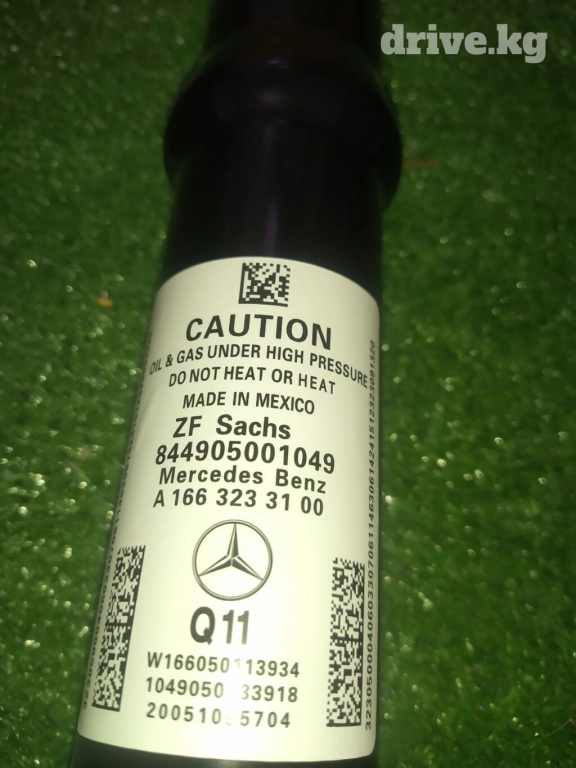 drive.kg
CAUTION
OIL & GAS UNDER HIGH PRESSURE
DO NOT HEAT OR HEAT
MADE IN MEXICO
ZF Sachs
844905001049
Mercedes Benz
A 166 323 31 00
Q11